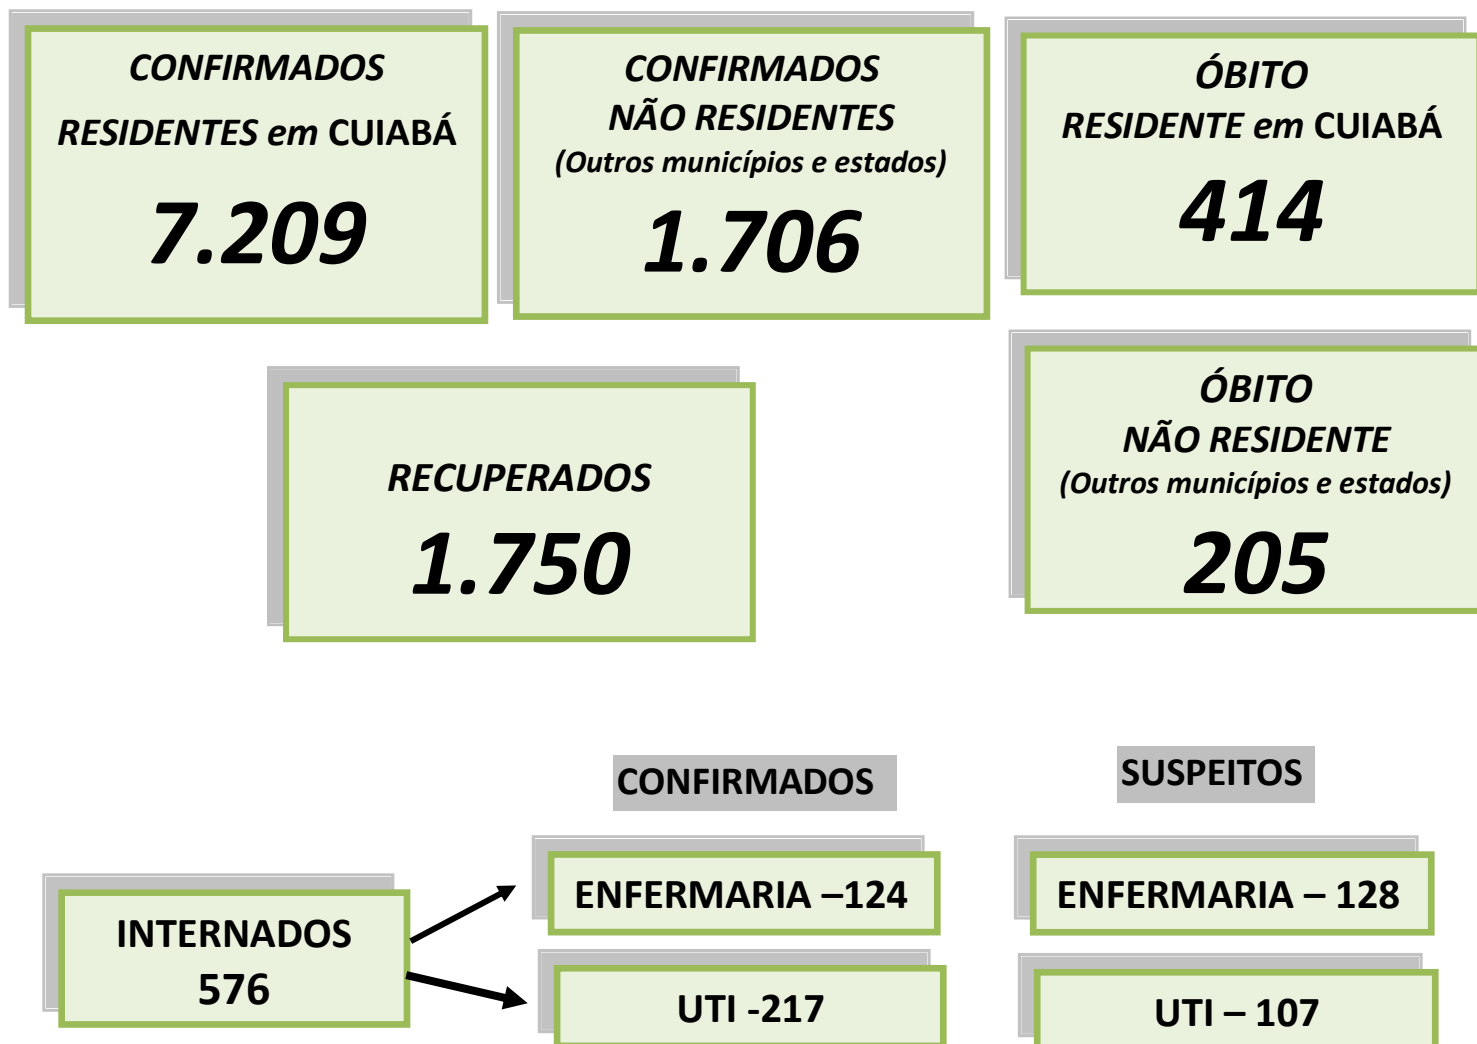 CONFIRMADOS
RESIDENTES em CUIABÁ
7.209
CONFIRMADOS
NÃO RESIDENTES
(Outros municípios e estados)
1.706
ÓBITO
RESIDENTE em CUIABÁ
414
RECUPERADOS
1.750
ÓBITO
NÃO RESIDENTE
(Outros municípios e estados)
205
CONFIRMADOS
SUSPEITOS
INTERNADOS
576
ENFERMARIA –124
ENFERMARIA – 128
UTI -217
UTI – 107